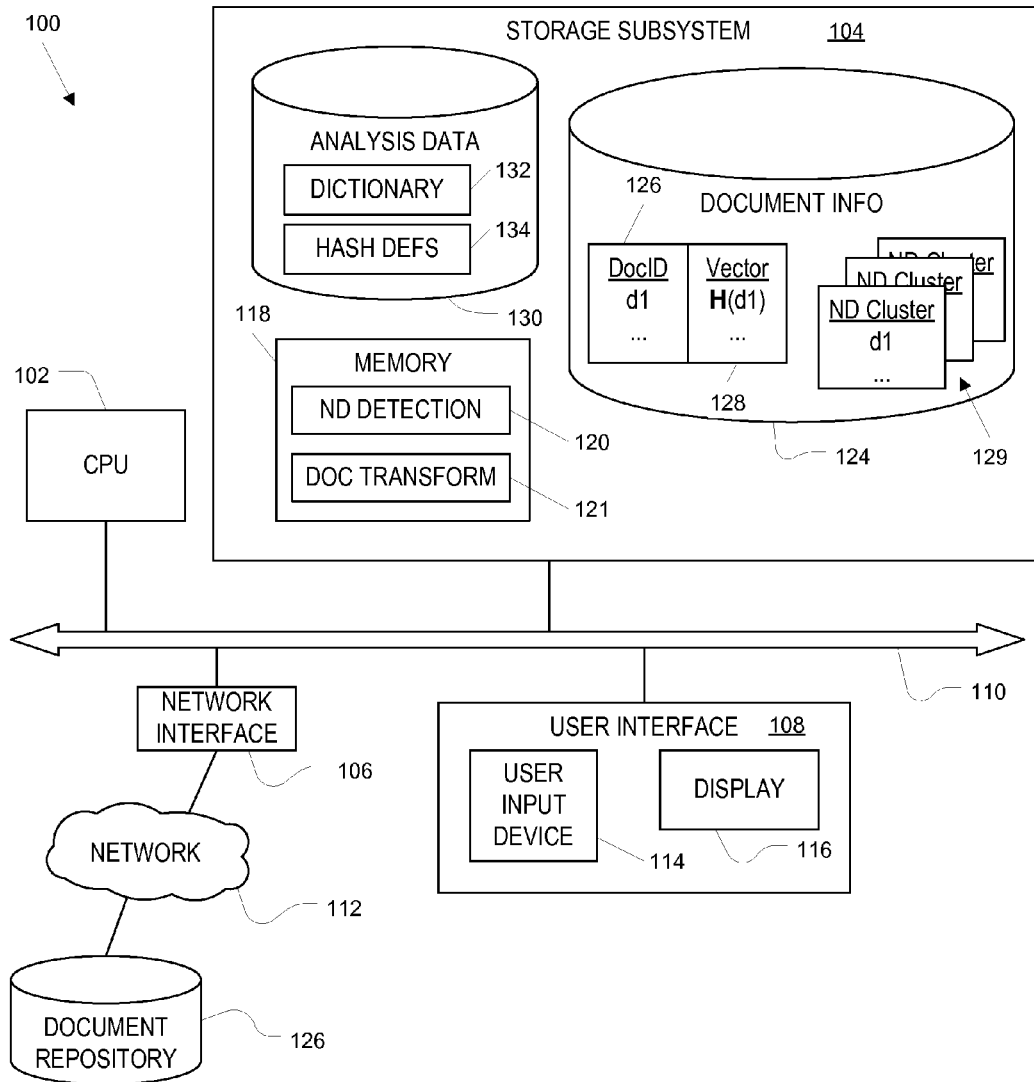 100
STORAGE SUBSYSTEM 104
ANALYSIS DATA
DICTIONARY
132
HASH DEFS
134
130
DOCUMENT INFO
126
DocID
d1
...
Vector
H(d1)
...
128
ND Cluster
ND Cluster
ND Cluster
d1
...
129
124
118
MEMORY
ND DETECTION
120
DOC TRANSFORM
121
102
CPU
110
NETWORK
INTERFACE
106
USER INTERFACE 108
USER
INPUT
DEVICE
114
DISPLAY
116
NETWORK
112
DOCUMENT
REPOSITORY
126